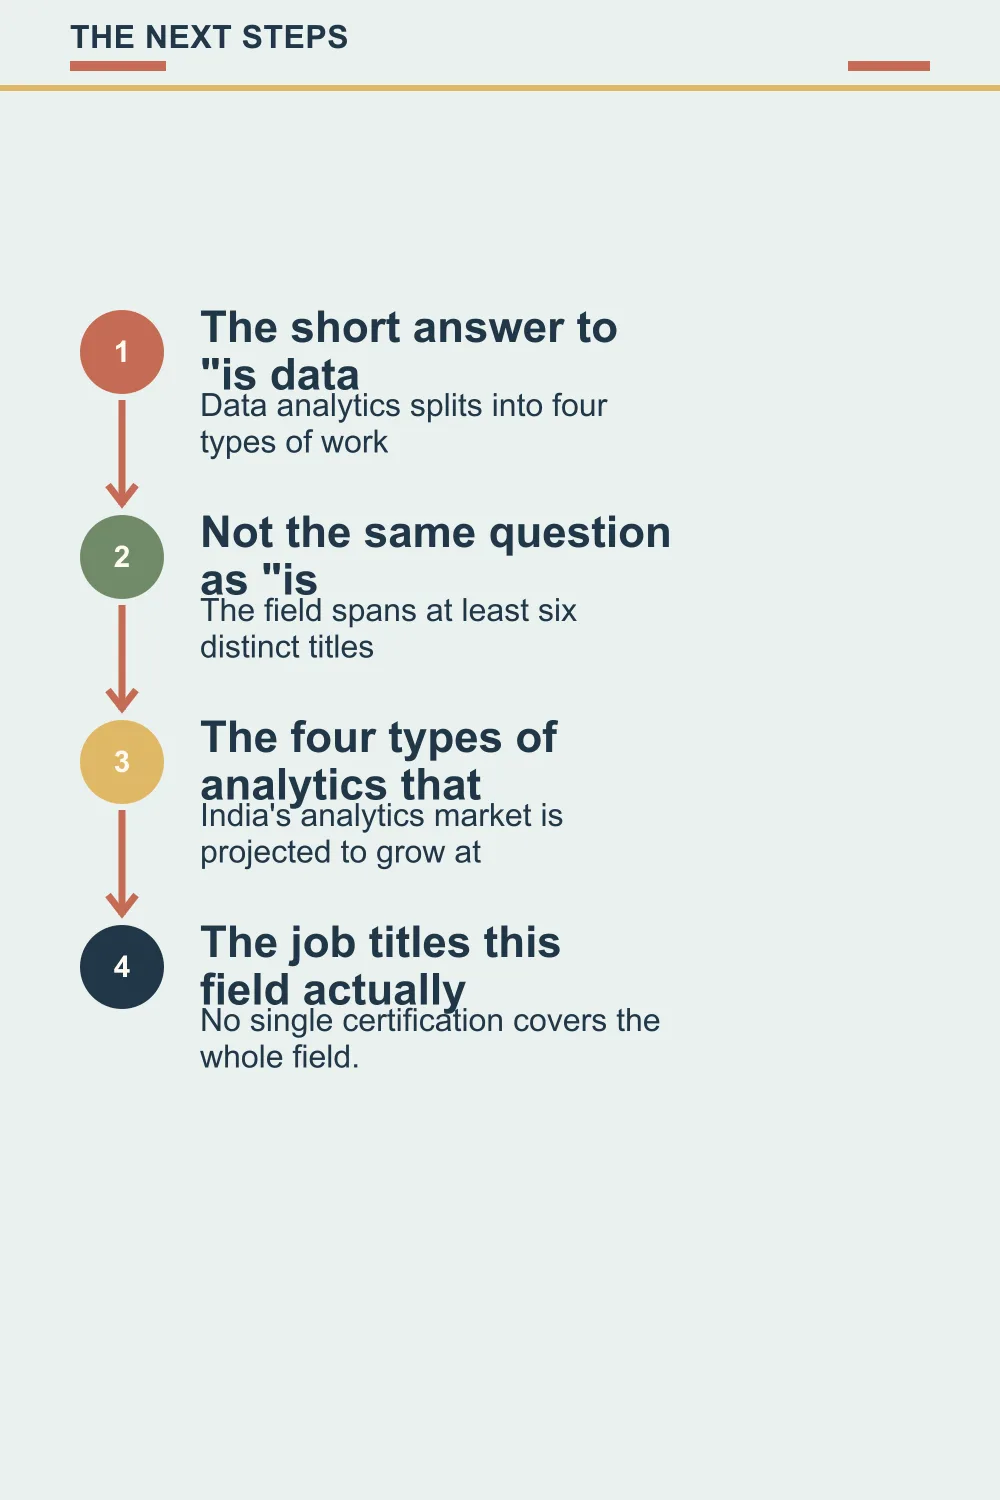 THE NEXT STEPS
1
The short answer to
"is data
Data analytics splits into four
types of work
2
Not the same question
as "is
The field spans at least six
distinct titles
3
The four types of
analytics that
India's analytics market is
projected to grow at
4
The job titles this
field actually
No single certification covers the
whole field.